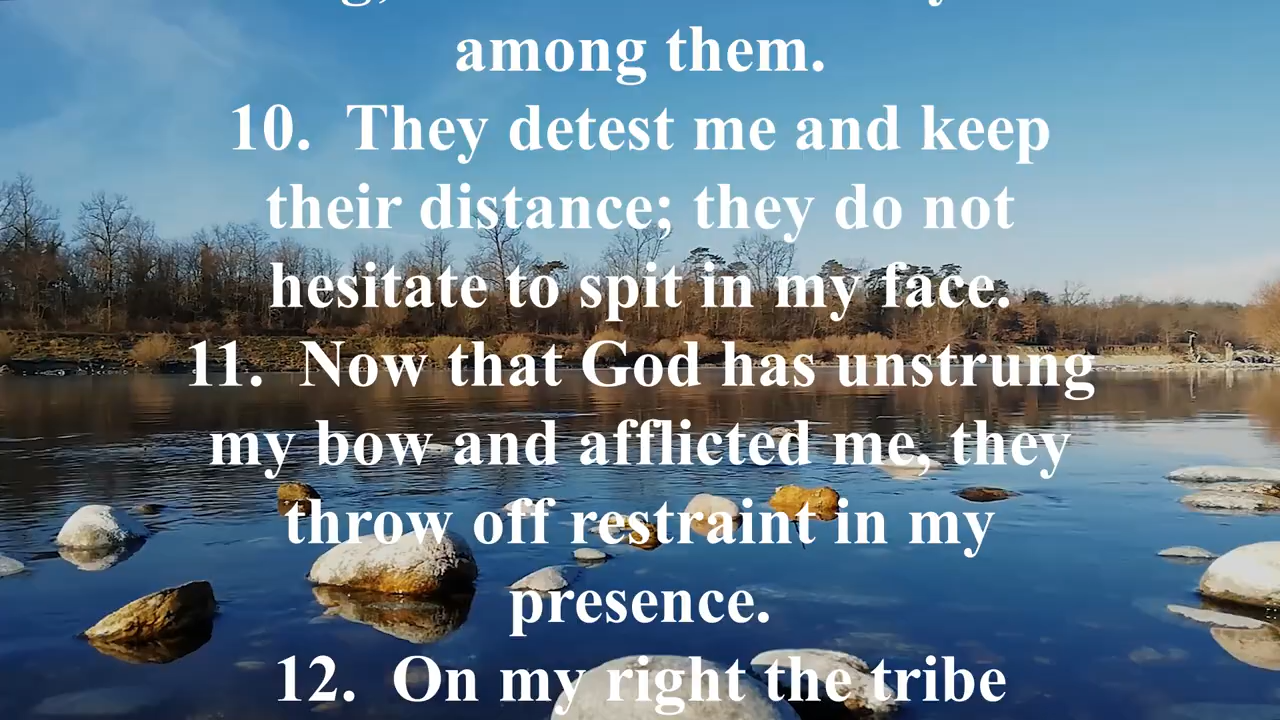 among them.
10. They detest me and keep
their distance; they do not
hesitate to spit in my face.
11. Now that God has unstrung
my bow and afflicted me, they
throw off restraint in my
presence.
12. On my right the tribe